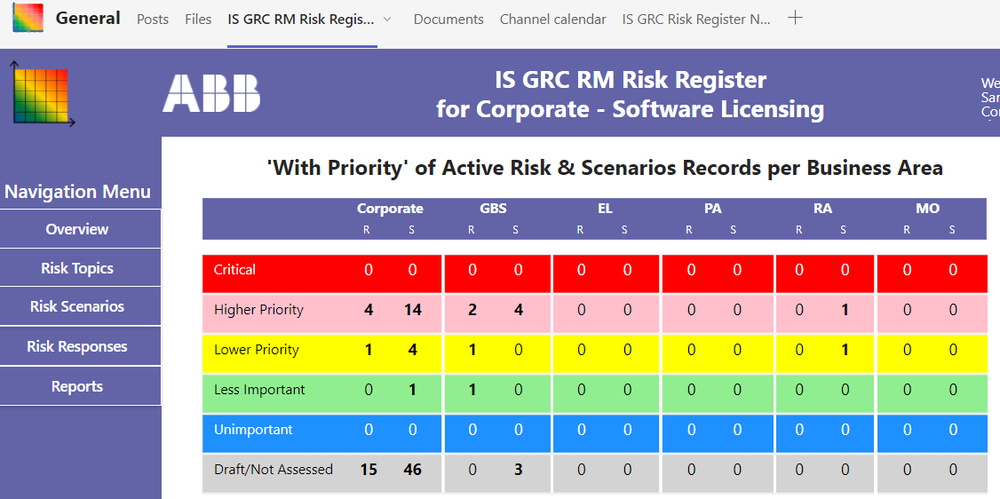 General Posts Files IS GRC RM Risk Regis... Documents Channel calendar IS GRC Risk Register N...
ABB
IS GRC RM Risk Register
for Corporate - Software Licensing
We
Sar
Cor
'With Priority' of Active Risk & Scenarios Records per Business Area
Navigation Menu
Overview
Risk Topics
Risk Scenarios
Risk Responses
Reports
Corporate GBS EL PA RA MO
R S R S R S R S R S R S
Critical 0 0 0 0 0 0 0 0 0 0 0 0
Higher Priority 4 14 2 4 0 0 0 0 0 1 0 0
Lower Priority 1 4 1 0 0 0 0 0 0 1 0 0
Less Important 0 1 1 0 0 0 0 0 0 0 0 0
Unimportant 0 0 0 0 0 0 0 0 0 0 0 0
Draft/Not Assessed 15 46 0 3 0 0 0 0 0 0 0 0